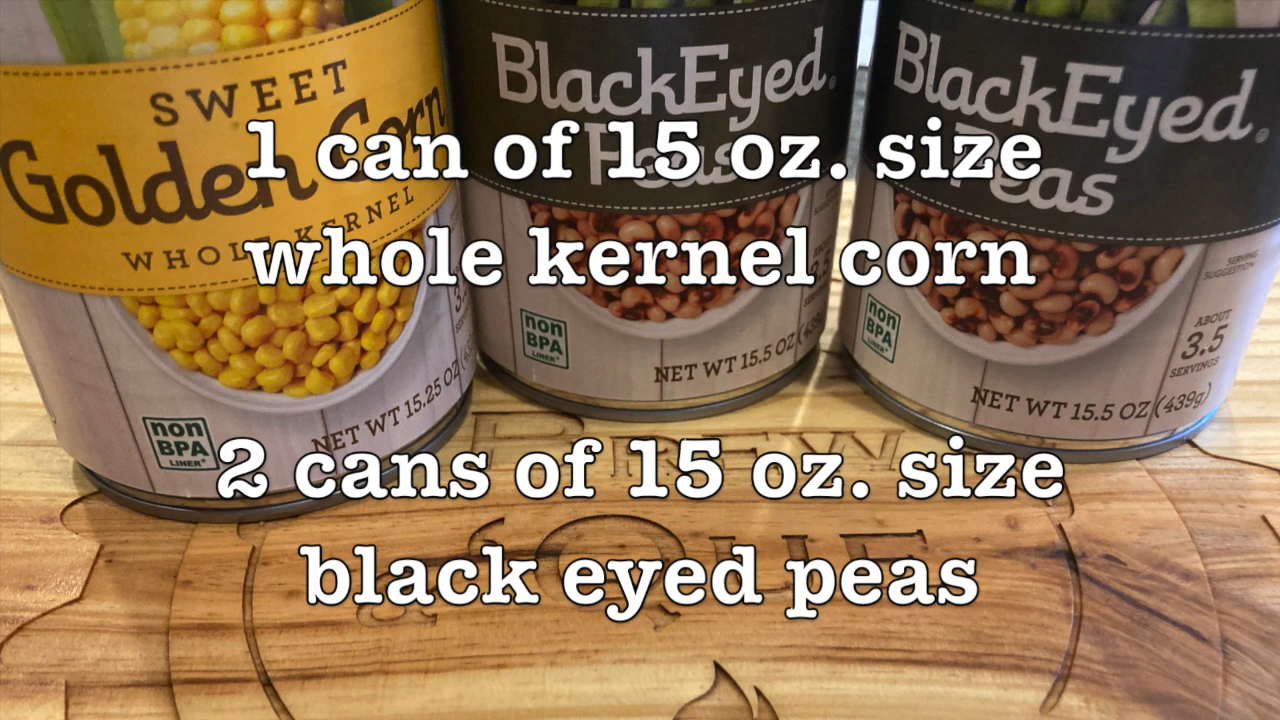 SWEET
Golden Corn
WHOLE KERNEL
non
BPA
LINER*
NET WT 15.25 OZ
BlackEyed
Peas
non
BPA
LINER*
NET WT 15.5 OZ
BlackEyed
Peas
SERVING
SUGGESTION
non
BPA
LINER*
ABOUT
3.5
SERVINGS
NET WT 15.5 OZ (439g)
1 can of 15 oz. size
whole kernel corn
2 cans of 15 oz. size
black eyed peas
BREW
& 'QUE